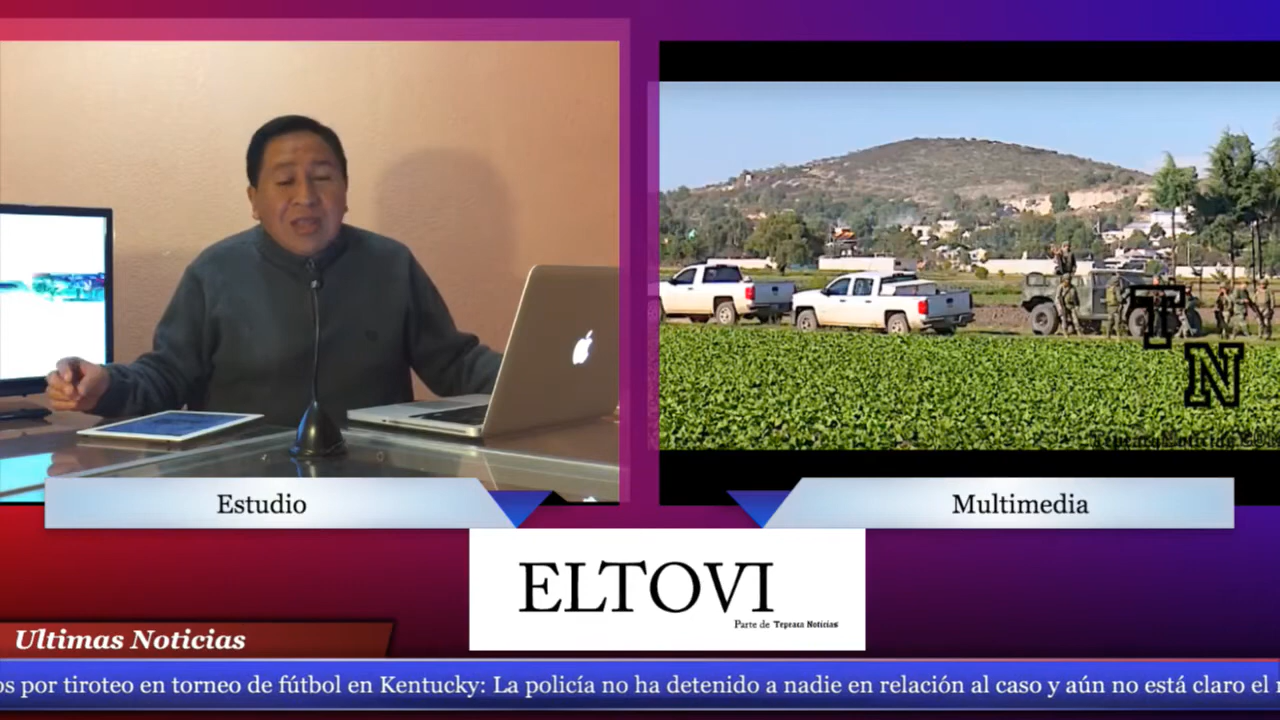 T
N
Estudio
Multimedia
ELTOVI
Parte de Tepraca Noticias
Ultimas Noticias
os por tiroteo en torneo de fútbol en Kentucky: La policía no ha detenido a nadie en relación al caso y aún no está claro el